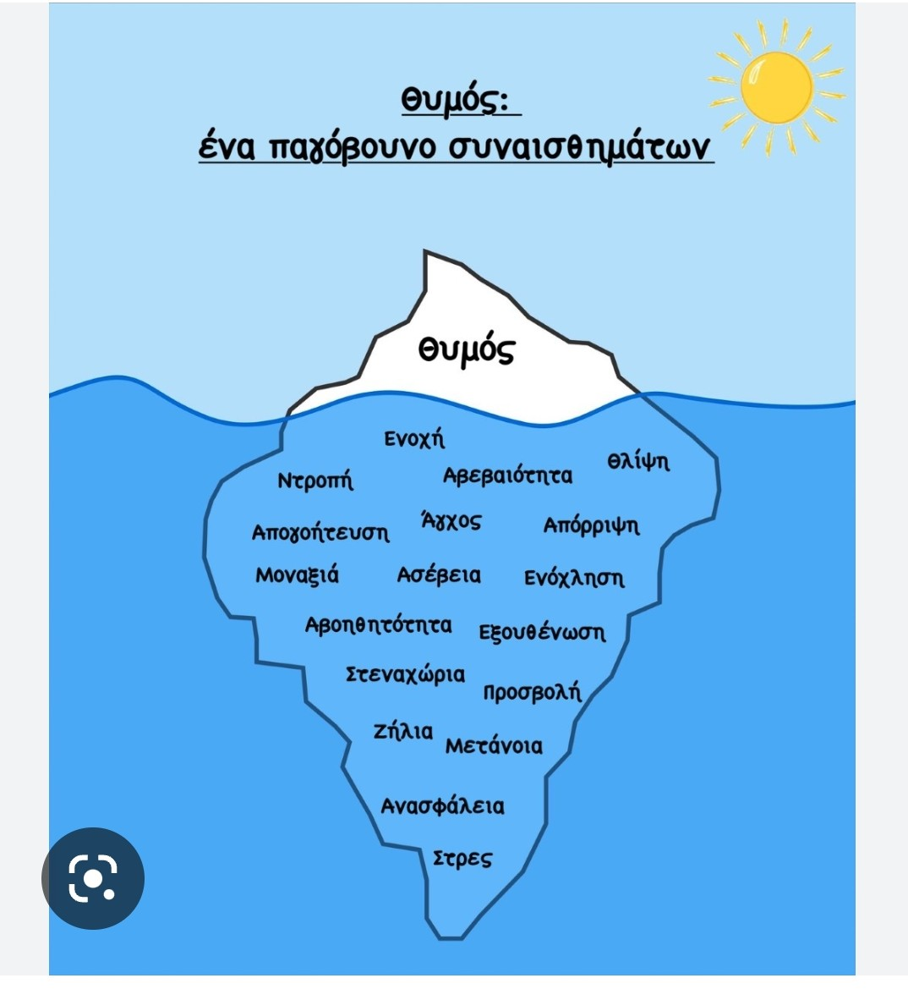 Θυμός:
ένα παγόβουνο συναισθημάτων
Θυμός
Ενοχή
Θλίψη
Ντροπή
Αβεβαιότητα
Απογοήτευση
Άγχος
Απόρριψη
Μοναξιά
Ασέβεια
Ενόχληση
Αβοηθητότητα
Εξουθένωση
Στεναχώρια
Προσβολή
Ζήλια
Μετάνοια
Ανασφάλεια
Στρες